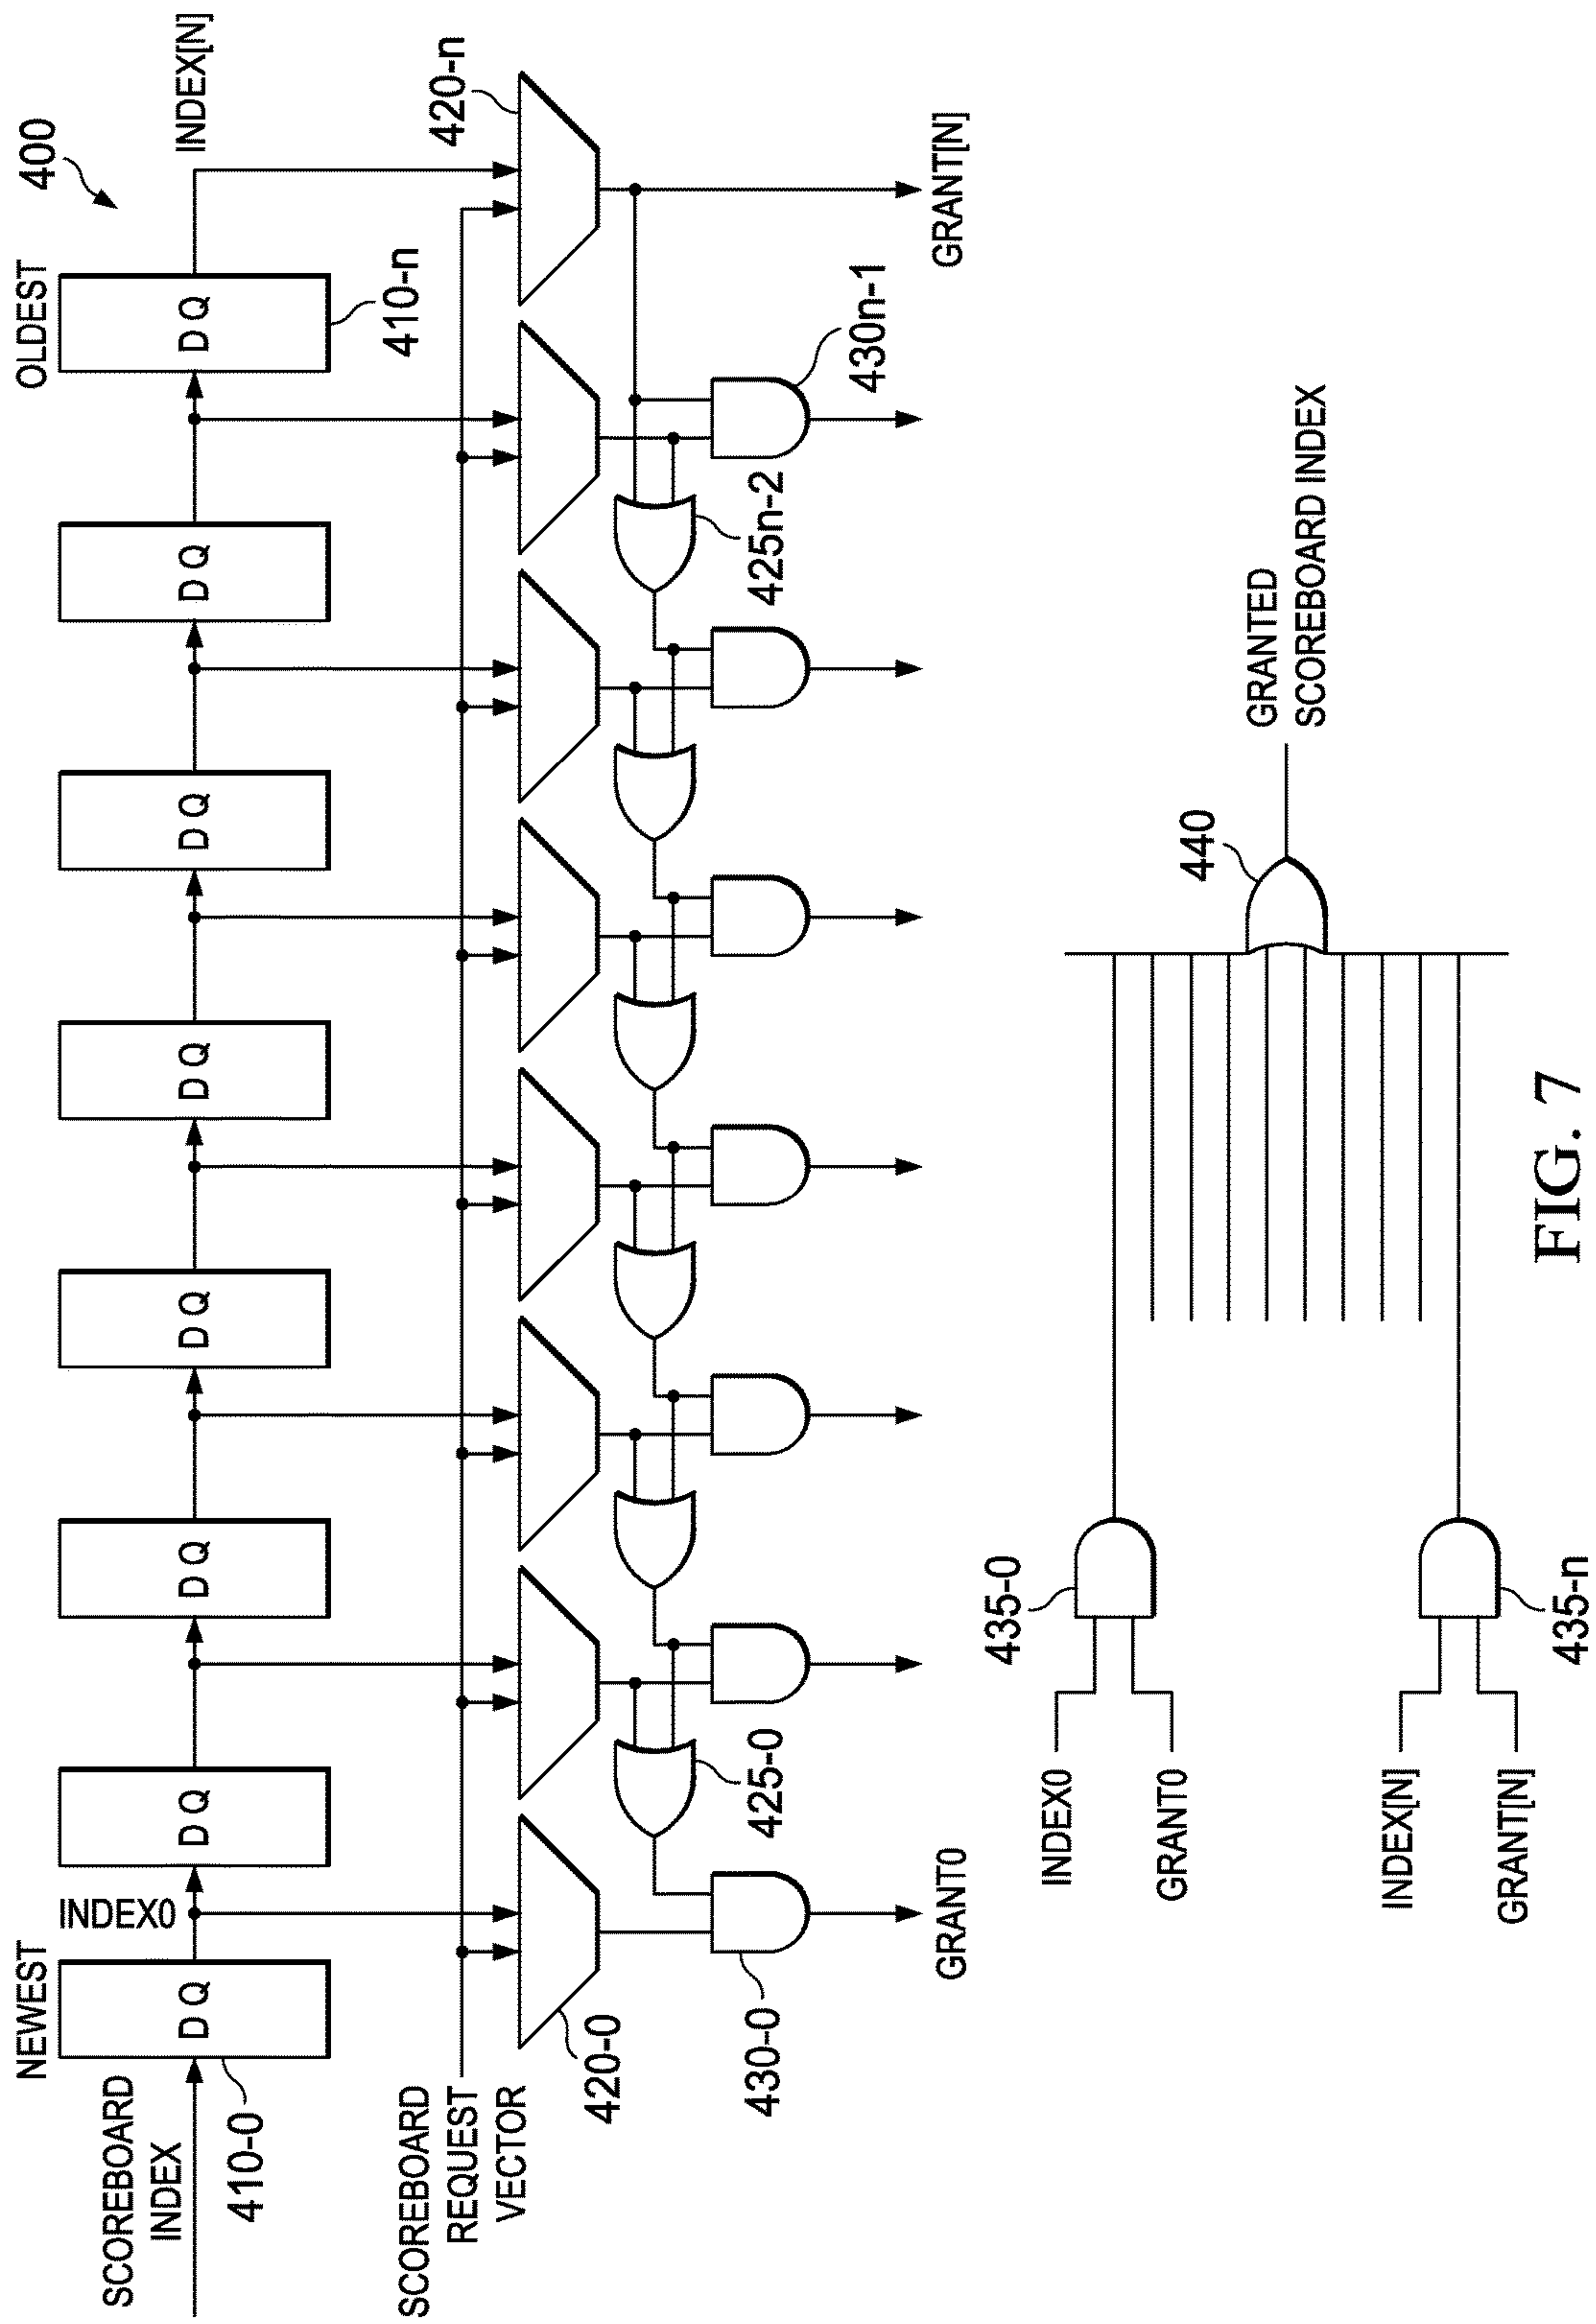 400
NEWEST
OLDEST
INDEX0
INDEX[N]
SCOREBOARD
INDEX
D Q
D Q
D Q
D Q
D Q
D Q
D Q
D Q
410-0
410-n
SCOREBOARD
REQUEST
VECTOR
420-n
420-0
425-0
425n-2
430-0
430n-1
GRANT0
GRANT[N]
435-0
INDEX0
GRANT0
440
GRANTED
SCOREBOARD INDEX
INDEX[N]
GRANT[N]
435-n
FIG. 7